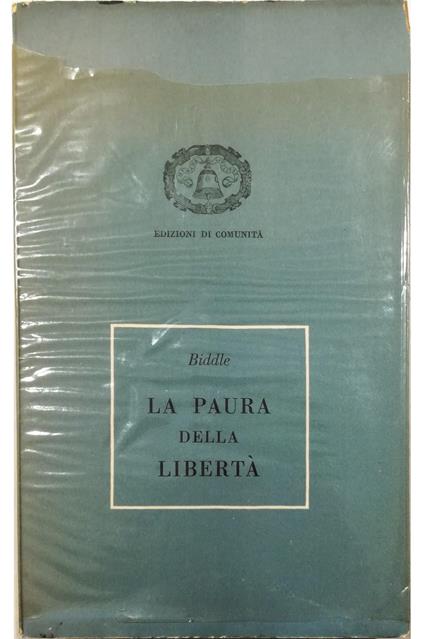 EDIZIONI DI COMUNITÀ
Biddle
LA PAURA
DELLA
LIBERTÀ